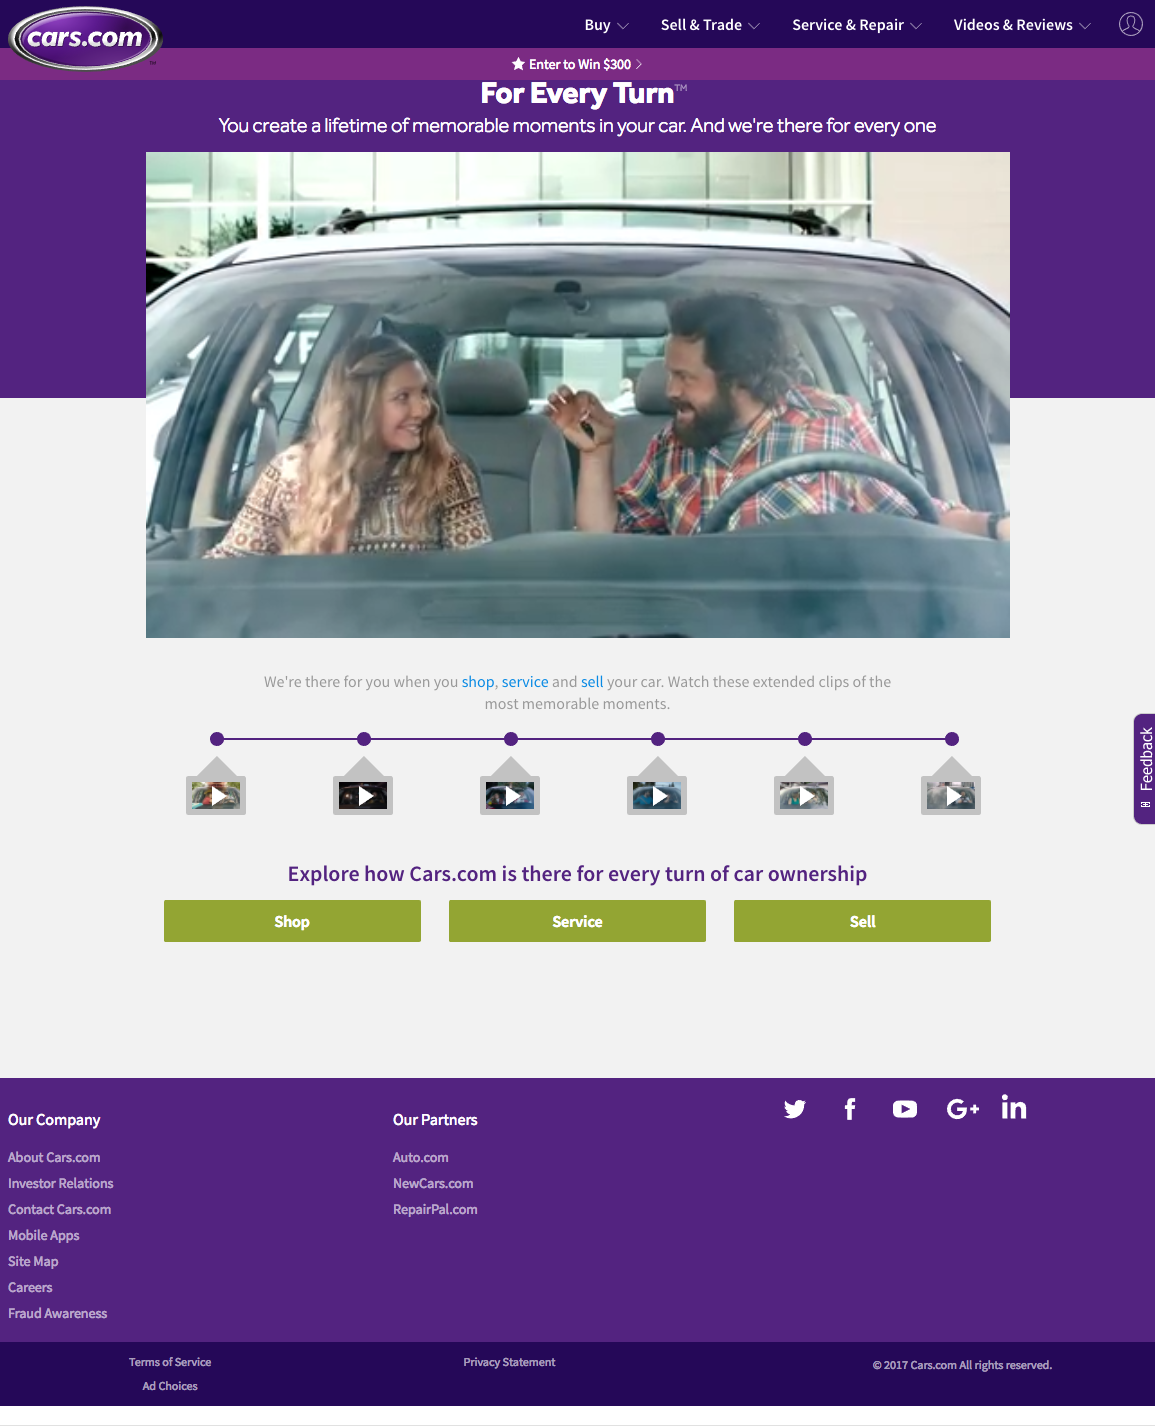 cars.com
Buy
Sell & Trade
Service & Repair
Videos & Reviews
Enter to Win $300
For Every Turn™
You create a lifetime of memorable moments in your car. And we're there for every one
We're there for you when you shop, service and sell your car. Watch these extended clips of the
most memorable moments.
Feedback
Explore how Cars.com is there for every turn of car ownership
Shop
Service
Sell
Our Company
About Cars.com
Investor Relations
Contact Cars.com
Mobile Apps
Site Map
Careers
Fraud Awareness
Our Partners
Auto.com
NewCars.com
RepairPal.com
Terms of Service
Ad Choices
Privacy Statement
© 2017 Cars.com All rights reserved.